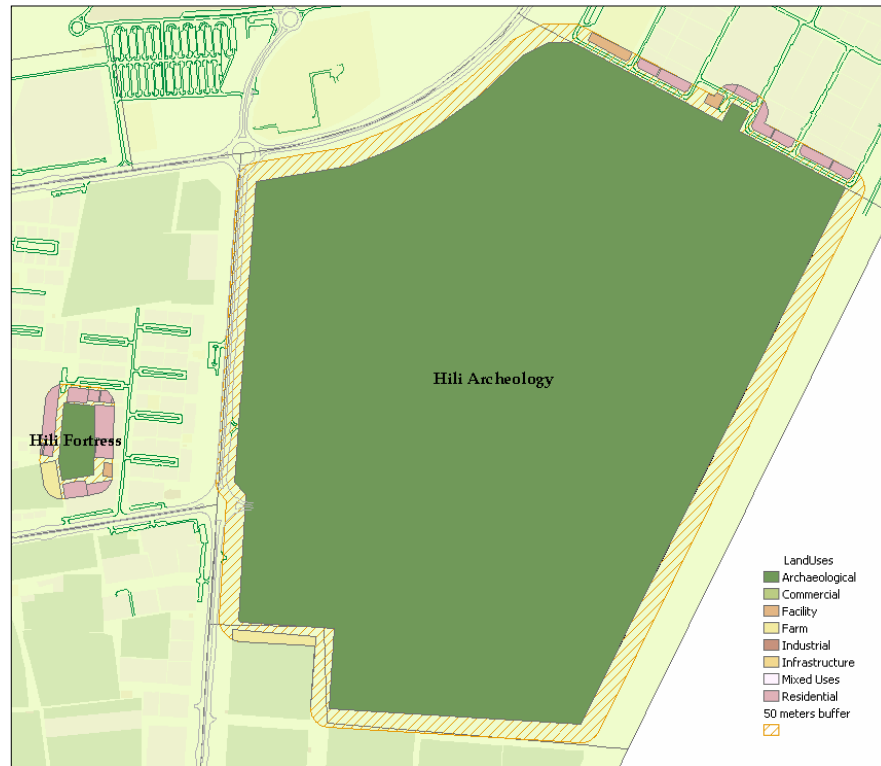 Hili Archeology
Hili Fortress
LandUses
Archaeological
Commercial
Facility
Farm
Industrial
Infrastructure
Mixed Uses
Residential
50 meters buffer